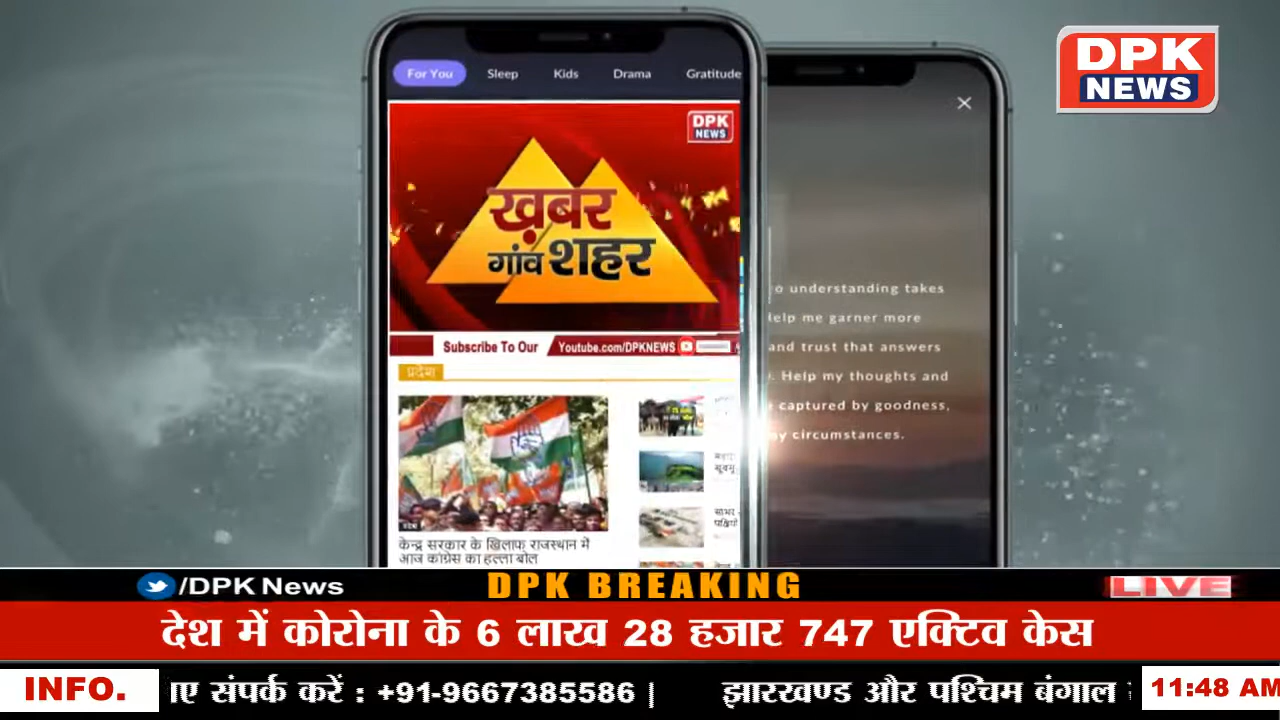 DPK
NEWS
For You Sleep Kids Drama Gratitude
DPK
NEWS
ख़बर
गांव शहर
Subscribe To Our Youtube.com/DPKNEWS
प्रदेश
केन्द्र सरकार के खिलाफ राजस्थान में
आज कांग्रेस का हल्ला बोल
understanding takes
help me garner more
and trust that answers
Help my thoughts and
captured by goodness,
circumstances.
/DPK News
DPK BREAKING
LIVE
देश में कोरोना के 6 लाख 28 हजार 747 एक्टिव केस
INFO.
संपर्क करें : +91-9667385586 | झारखण्ड और पश्चिम बंगाल
11:48 AM